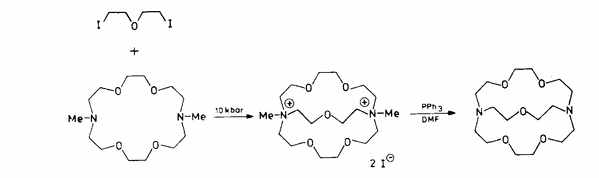 I O I
+
O O
Me-N N-Me
O O
10 kbar
O O
Me-N⊕ O ⊕N-Me
O O
2 I⊖
PPh3
DMF
O O
N O N
O O